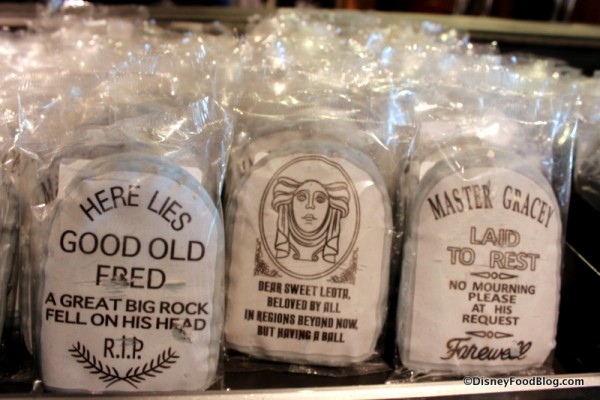 HERE LIES
GOOD OLD
FRED
A GREAT BIG ROCK
FELL ON HIS HEAD
R.I.P.
DEAR SWEET LEOTA,
BELOVED BY ALL
IN REGIONS BEYOND NOW,
BUT HAVING A BALL
MASTER GRACEY
LAID
TO REST
NO MOURNING
PLEASE
AT HIS
REQUEST
Farewell
©DisneyFoodBlog.com